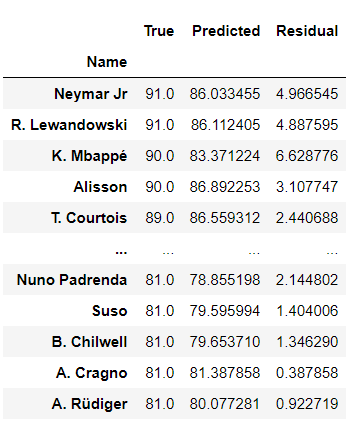 True Predicted Residual
Name
Neymar Jr 91.0 86.033455 4.966545
R. Lewandowski 91.0 86.112405 4.887595
K. Mbappé 90.0 83.371224 6.628776
Alisson 90.0 86.892253 3.107747
T. Courtois 89.0 86.559312 2.440688
... ... ... ...
Nuno Padrenda 81.0 78.855198 2.144802
Suso 81.0 79.595994 1.404006
B. Chilwell 81.0 79.653710 1.346290
A. Cragno 81.0 81.387858 0.387858
A. Rüdiger 81.0 80.077281 0.922719